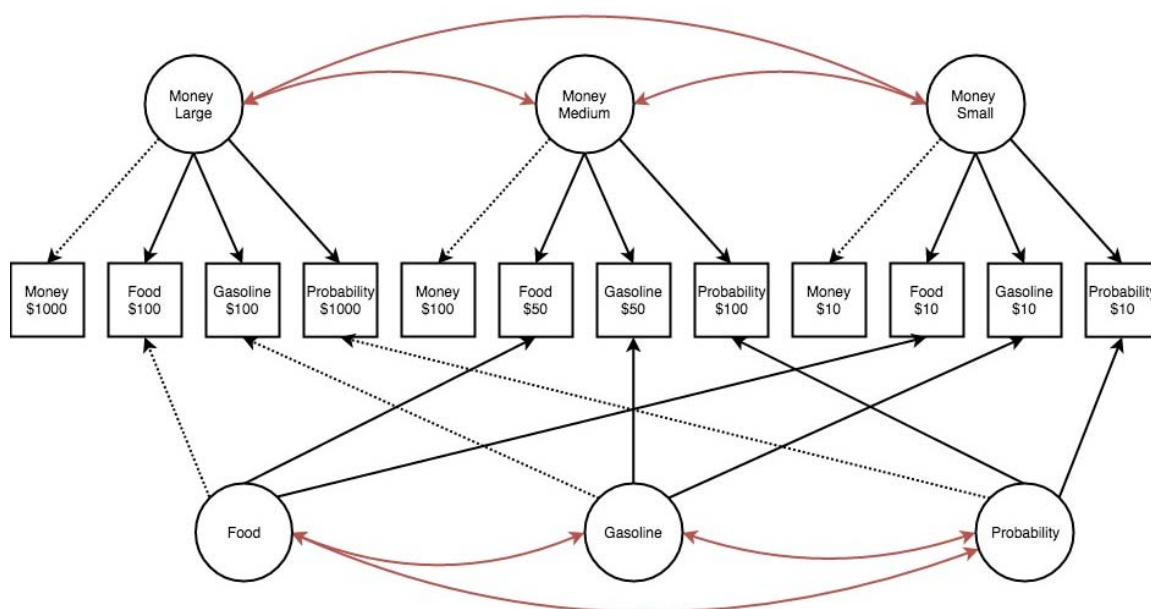 Money
Large
Money
Medium
Money
Small
Money
$1000
Food
$100
Gasoline
$100
Probability
$1000
Money
$100
Food
$50
Gasoline
$50
Probability
$100
Money
$10
Food
$10
Gasoline
$10
Probability
$10
Food
Gasoline
Probability